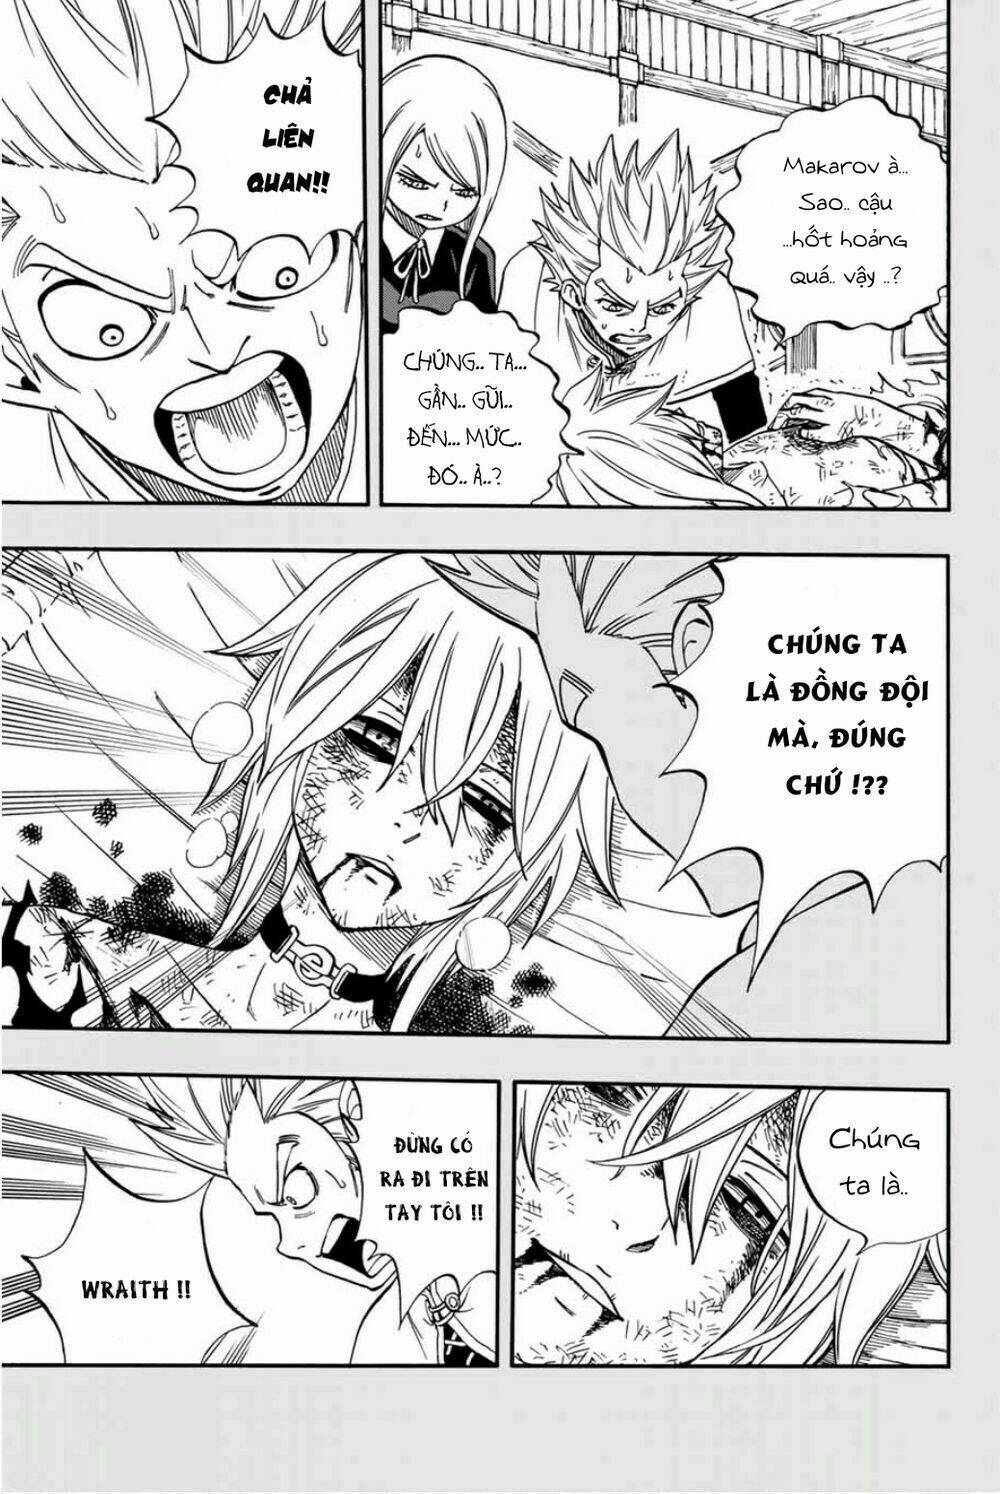 Makarov à...
Sao.. cậu
...hốt hoảng
quá.. vậy ..?
CHÚNG.. TA...
GẦN.. GŨI..
ĐẾN... MỨC..
ĐÓ.. À..?
CHẢ
LIÊN
QUAN!!
CHÚNG TA
LÀ ĐỒNG ĐỘI
MÀ, ĐÚNG
CHỨ !??
Chúng
ta là..
ĐỪNG CÓ
RA ĐI TRÊN
TAY TÔI !!
WRAITH !!